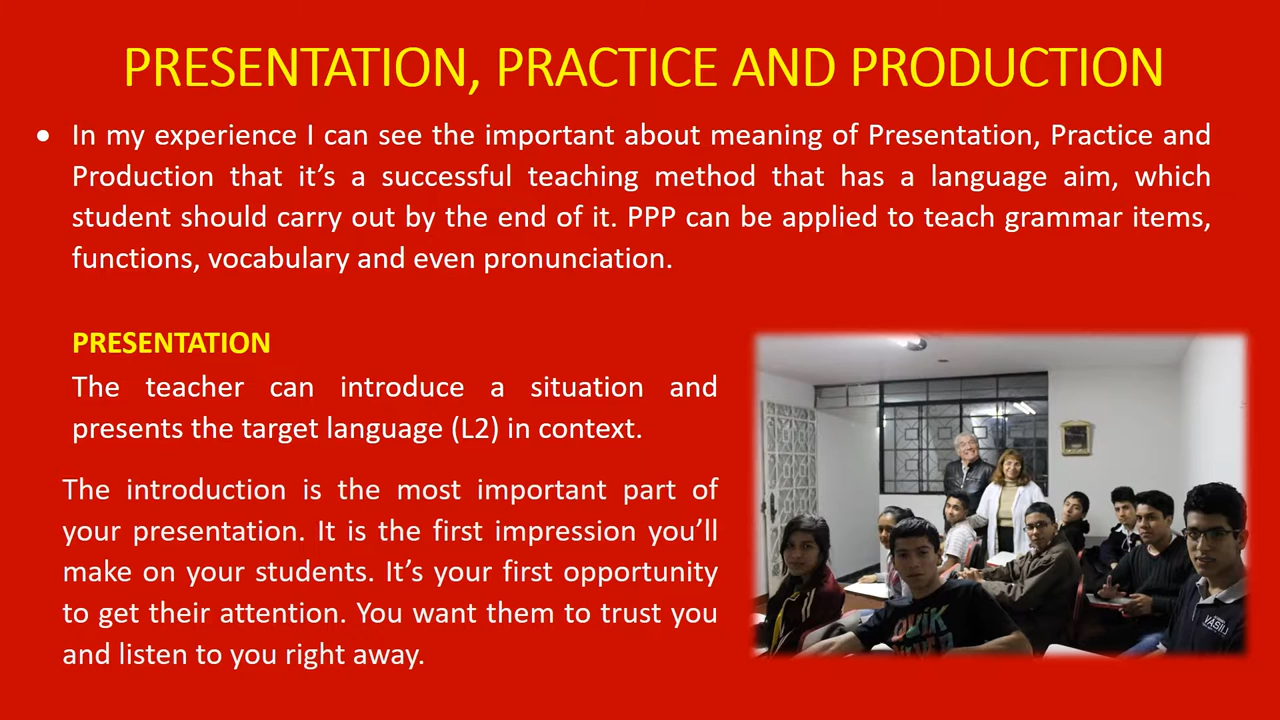 PRESENTATION, PRACTICE AND PRODUCTION
• In my experience I can see the important about meaning of Presentation, Practice and
Production that it’s a successful teaching method that has a language aim, which
student should carry out by the end of it. PPP can be applied to teach grammar items,
functions, vocabulary and even pronunciation.
PRESENTATION
The teacher can introduce a situation and
presents the target language (L2) in context.
The introduction is the most important part of
your presentation. It is the first impression you’ll
make on your students. It’s your first opportunity
to get their attention. You want them to trust you
and listen to you right away.